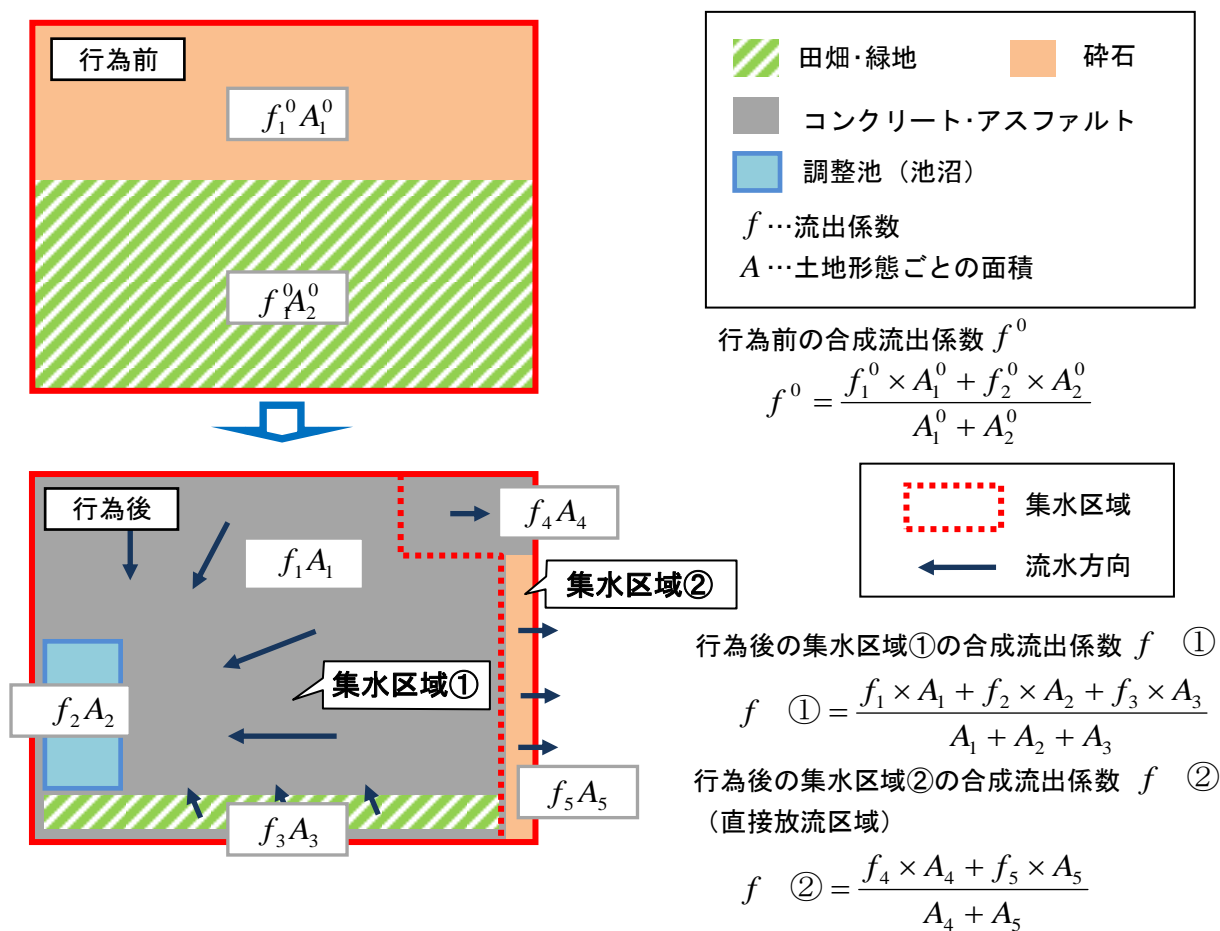 行為前
f₁⁰A₁⁰
f₁⁰A₂⁰
田畑・緑地
砕石
コンクリート・アスファルト
調整池（池沼）
f…流出係数
A…土地形態ごとの面積
行為前の合成流出係数 f⁰
f⁰ = (f₁⁰ × A₁⁰ + f₂⁰ × A₂⁰) / (A₁⁰ + A₂⁰)
行為後
f₁A₁
f₄A₄
集水区域②
集水区域①
f₂A₂
f₃A₃
f₅A₅
集水区域
流水方向
行為後の集水区域①の合成流出係数 f ①
f ① = (f₁ × A₁ + f₂ × A₂ + f₃ × A₃) / (A₁ + A₂ + A₃)
行為後の集水区域②の合成流出係数 f ②
（直接放流区域）
f ② = (f₄ × A₄ + f₅ × A₅) / (A₄ + A₅)